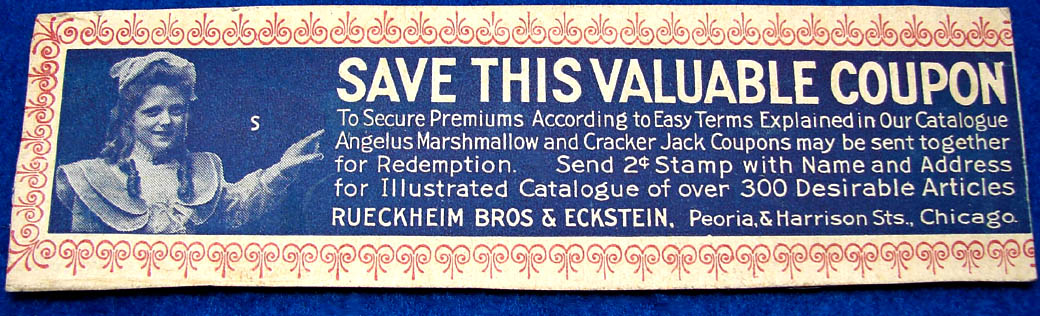 SAVE THIS VALUABLE COUPON
S
To Secure Premiums According to Easy Terms Explained in Our Catalogue
Angelus Marshmallow and Cracker Jack Coupons may be sent together
for Redemption. Send 2¢ Stamp with Name and Address
for Illustrated Catalogue of over 300 Desirable Articles
RUECKHEIM BROS & ECKSTEIN, Peoria, & Harrison Sts., Chicago.